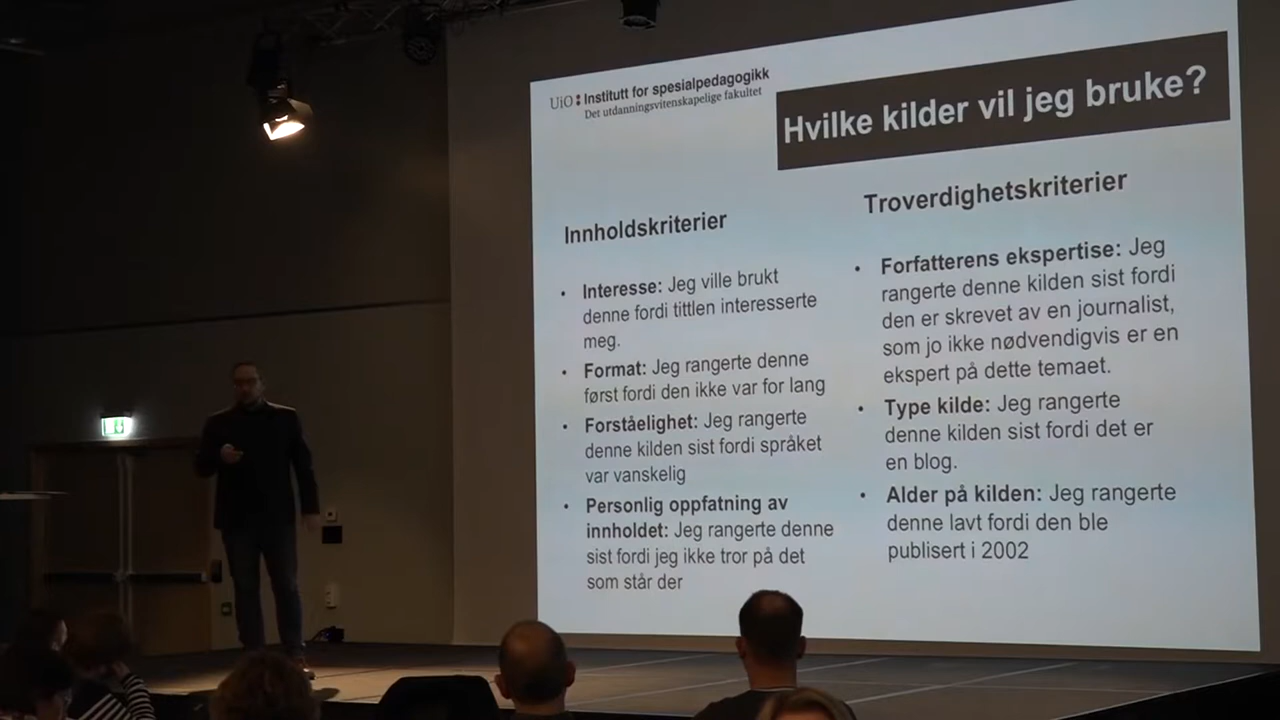 UiO: Institutt for spesialpedagogikk
Det utdanningsvitenskapelige fakultet
Hvilke kilder vil jeg bruke?
Innholdskriterier
• Interesse: Jeg ville brukt
denne fordi tittlen interesserte
meg.
• Format: Jeg rangerte denne
først fordi den ikke var for lang
• Forståelighet: Jeg rangerte
denne kilden sist fordi språket
var vanskelig
• Personlig oppfatning av
innholdet: Jeg rangerte denne
sist fordi jeg ikke tror på det
som står der
Troverdighetskriterier
• Forfatterens ekspertise: Jeg
rangerte denne kilden sist fordi
den er skrevet av en journalist,
som jo ikke nødvendigvis er en
ekspert på dette temaet.
• Type kilde: Jeg rangerte
denne kilden sist fordi det er
en blog.
• Alder på kilden: Jeg rangerte
denne lavt fordi den ble
publisert i 2002